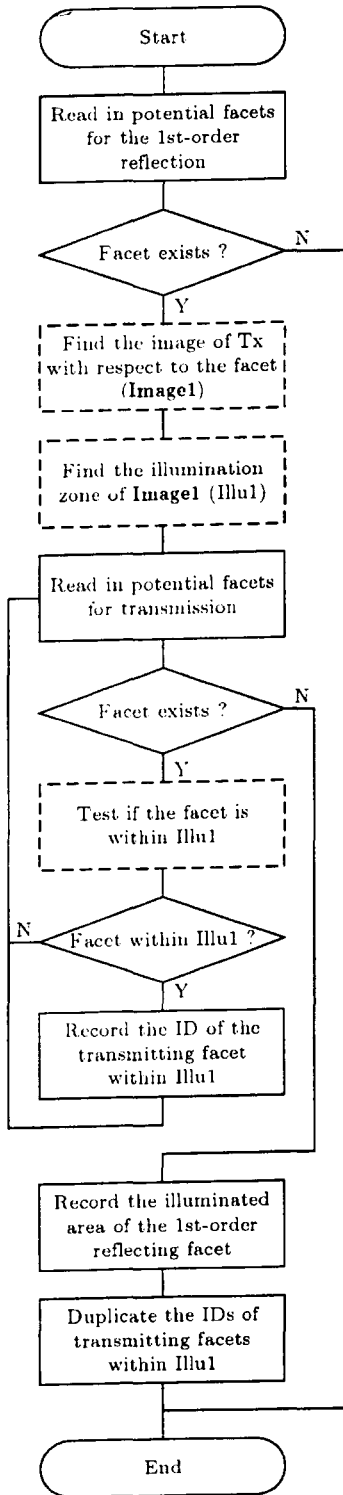 Start
Read in potential facets
for the 1st-order
reflection
Facet exists ?
N
Y
Find the image of Tx
with respect to the facet
(Image1)
Find the illumination
zone of Image1 (Illu1)
Read in potential facets
for transmission
Facet exists ?
N
Y
Test if the facet is
within Illu1
N
Facet within Illu1 ?
Y
Record the ID of the
transmitting facet
within Illu1
Record the illuminated
area of the 1st-order
reflecting facet
Duplicate the IDs of
transmitting facets
within Illu1
End